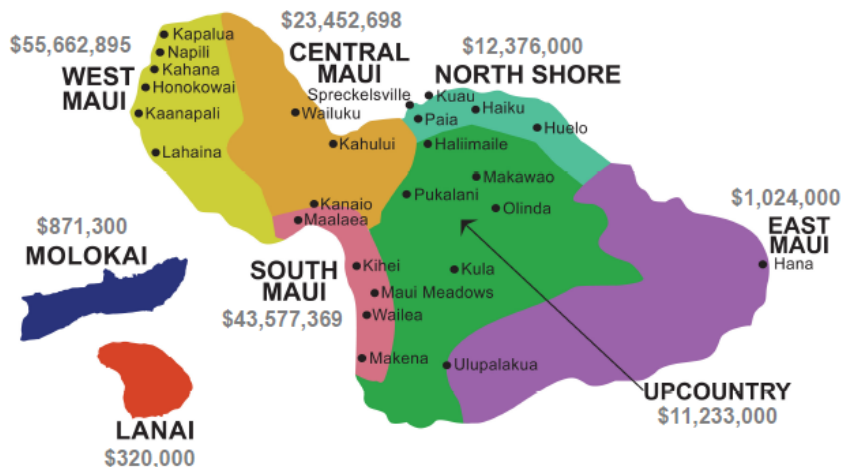 $55,662,895
WEST
MAUI
Kapalua
Napili
Kahana
Honokowai
Kaanapali
Lahaina
$23,452,698
CENTRAL
MAUI
Wailuku
Kahului
Kanaio
$12,376,000
NORTH SHORE
Spreckelsville
Kuau
Paia
Haiku
Huelo
Haliimaile
Makawao
Pukalani
Olinda
Kula
Ulupalakua
$1,024,000
EAST
MAUI
Hana
$871,300
MOLOKAI
Maalaea
SOUTH
MAUI
$43,577,369
Kihei
Maui Meadows
Wailea
Makena
UPCOUNTRY
$11,233,000
LANAI
$320,000